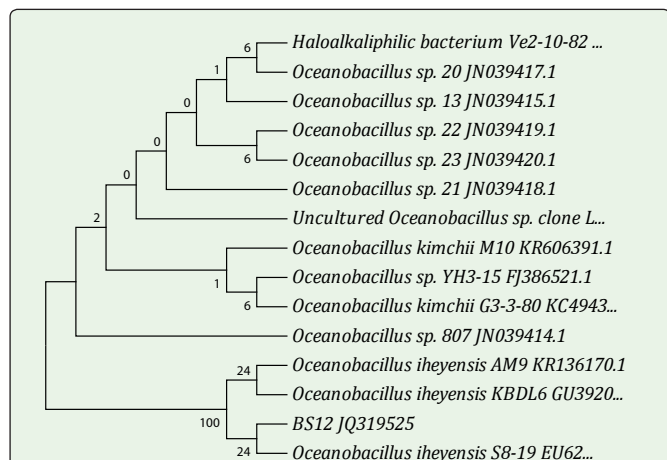 Haloalkaliphilic bacterium Ve2-10-82 ...
6
Oceanobacillus sp. 20 JN039417.1
1
Oceanobacillus sp. 13 JN039415.1
0
Oceanobacillus sp. 22 JN039419.1
0
6
Oceanobacillus sp. 23 JN039420.1
0
Oceanobacillus sp. 21 JN039418.1
Uncultured Oceanobacillus sp. clone L...
2
Oceanobacillus kimchii M10 KR606391.1
Oceanobacillus sp. YH3-15 FJ386521.1
1
6
Oceanobacillus kimchii G3-3-80 KC4943...
Oceanobacillus sp. 807 JN039414.1
Oceanobacillus iheyensis AM9 KR136170.1
24
Oceanobacillus iheyensis KBDL6 GU3920...
100
BS12 JQ319525
24
Oceanobacillus iheyensis S8-19 EU62...